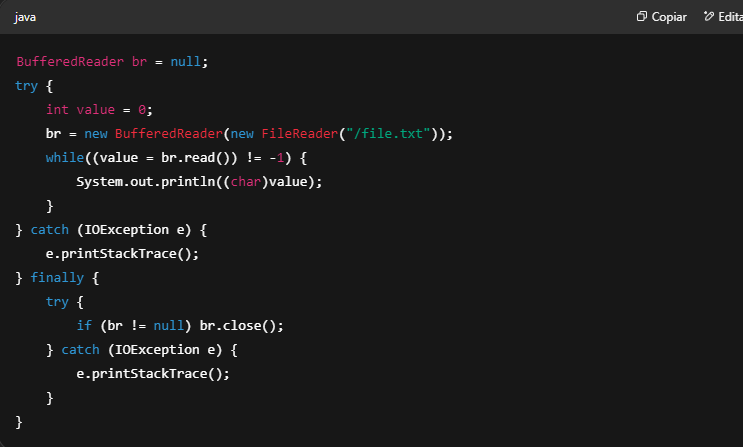 java
Copiar
Edita
BufferedReader br = null;
try {
    int value = 0;
    br = new BufferedReader(new FileReader("/file.txt"));
    while((value = br.read()) != -1) {
        System.out.println((char)value);
    }
} catch (IOException e) {
    e.printStackTrace();
} finally {
    try {
        if (br != null) br.close();
    } catch (IOException e) {
        e.printStackTrace();
    }
}